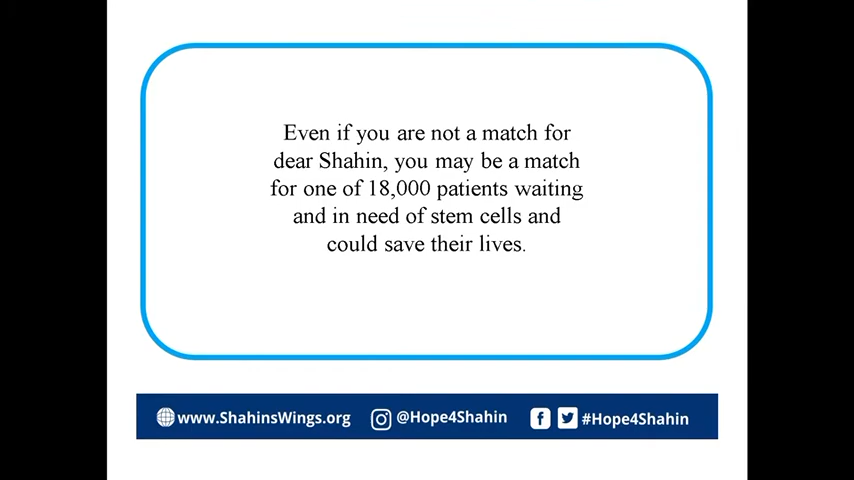 Even if you are not a match for
dear Shahin, you may be a match
for one of 18,000 patients waiting
and in need of stem cells and
could save their lives.
www.ShahinsWings.org @Hope4Shahin #Hope4Shahin